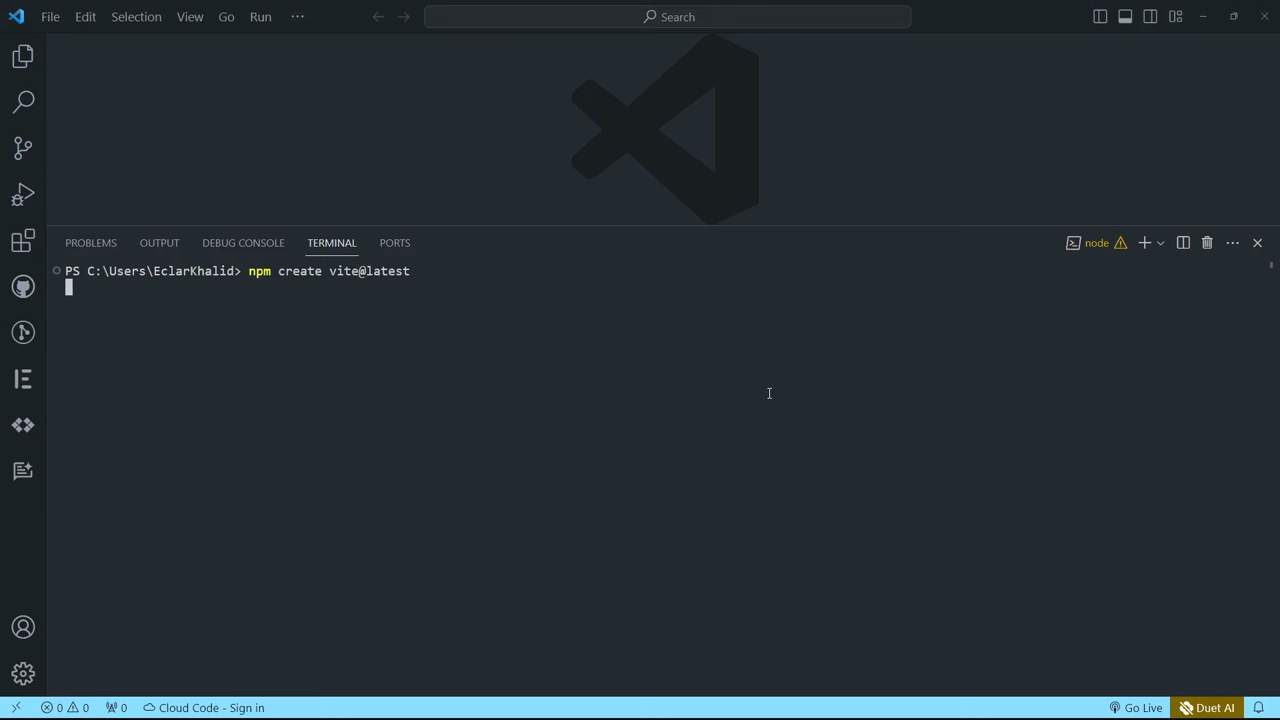 File Edit Selection View Go Run ···
Search
PROBLEMS OUTPUT DEBUG CONSOLE TERMINAL PORTS
node
PS C:\Users\EclarKhalid> npm create vite@latest
0 0 0 Cloud Code - Sign in
Go Live Duet AI